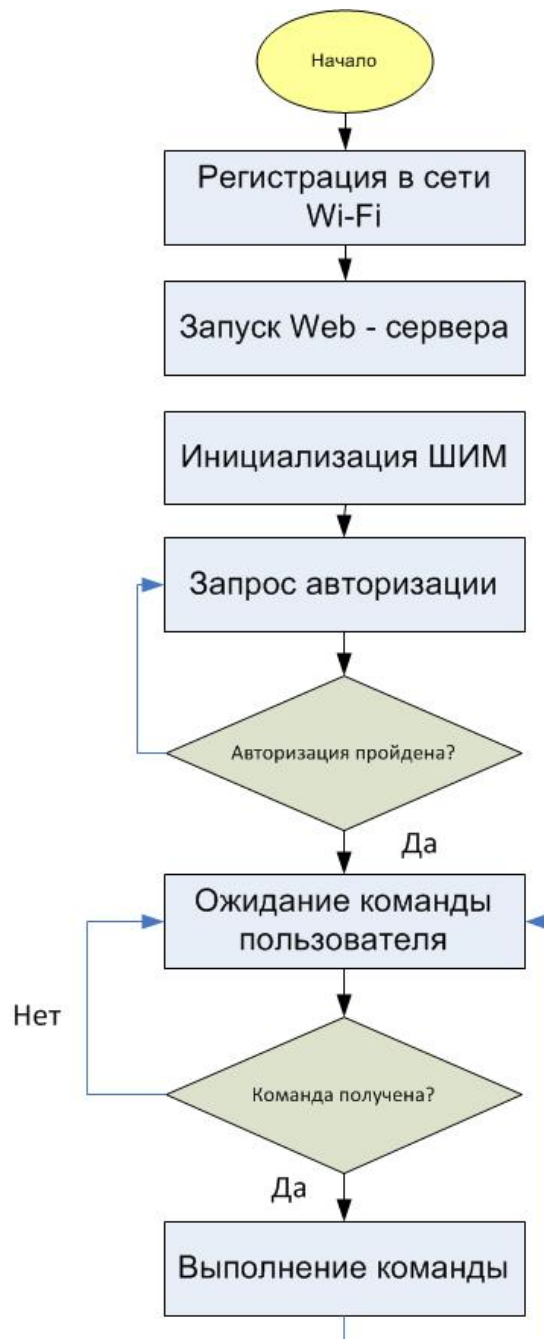 Начало
Регистрация в сети
Wi-Fi
Запуск Web - сервера
Инициализация ШИМ
Запрос авторизации
Авторизация пройдена?
Да
Ожидание команды
пользователя
Нет
Команда получена?
Да
Выполнение команды